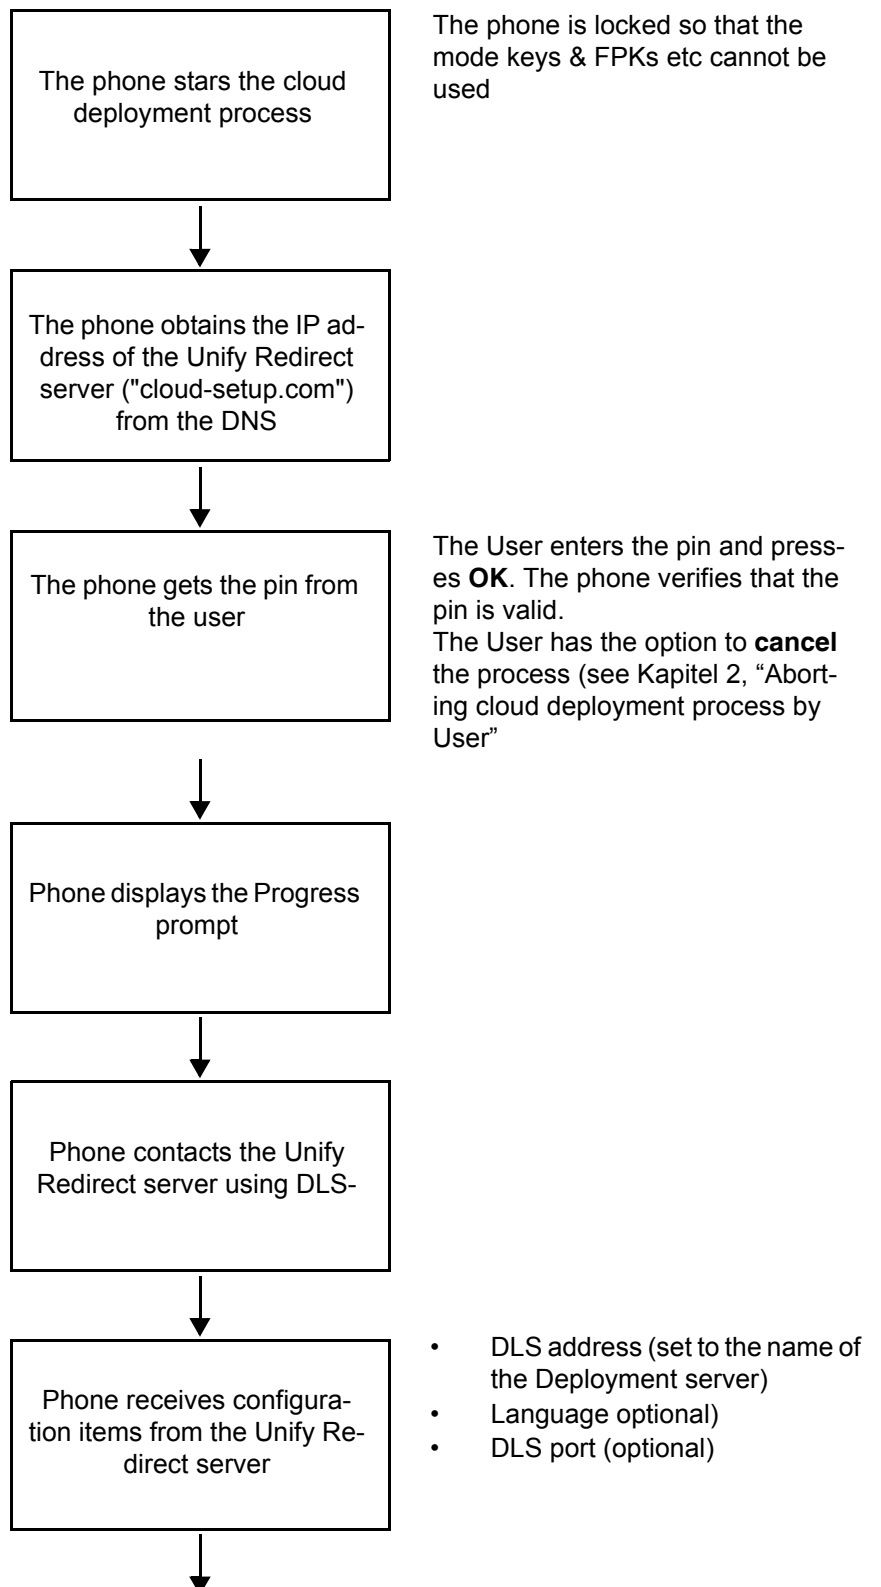 The phone stars the cloud
deployment process
The phone is locked so that the
mode keys & FPKs etc cannot be
used
The phone obtains the IP ad-
dress of the Unify Redirect
server ("cloud-setup.com")
from the DNS
The phone gets the pin from
the user
The User enters the pin and press-
es OK. The phone verifies that the
pin is valid.
The User has the option to cancel
the process (see Kapitel 2, “Abort-
ing cloud deployment process by
User”
Phone displays the Progress
prompt
Phone contacts the Unify
Redirect server using DLS-
Phone receives configura-
tion items from the Unify Re-
direct server
• DLS address (set to the name of
the Deployment server)
• Language optional)
• DLS port (optional)